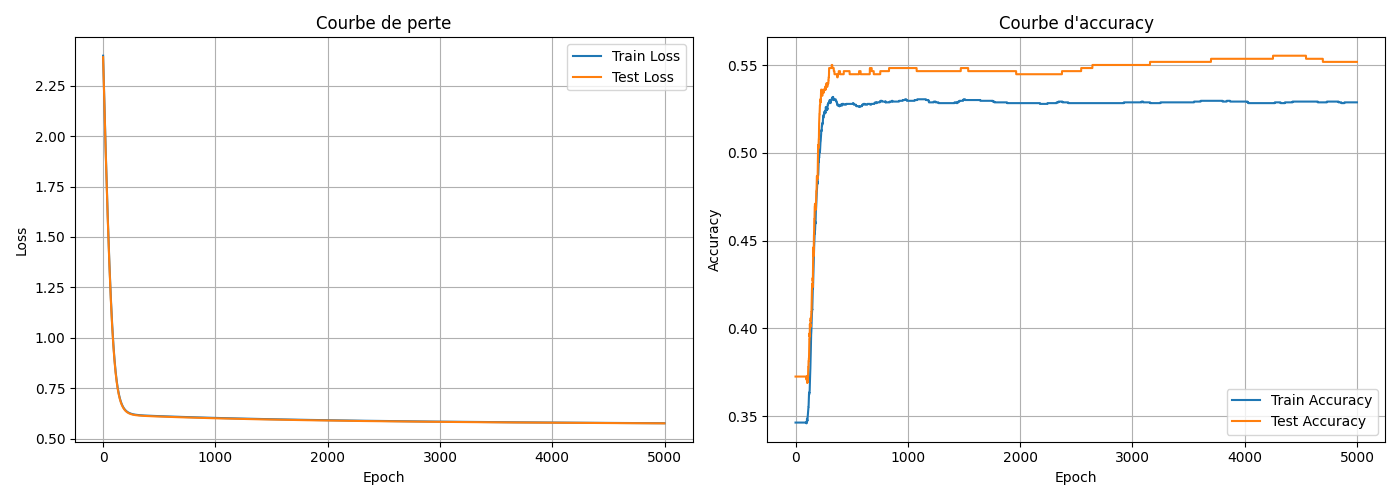 Courbe de perte
Train Loss
Test Loss
2.25
2.00
1.75
1.50
1.25
1.00
0.75
0.50
Loss
0 1000 2000 3000 4000 5000
Epoch
Courbe d'accuracy
0.55
0.50
0.45
0.40
0.35
Accuracy
Train Accuracy
Test Accuracy
0 1000 2000 3000 4000 5000
Epoch